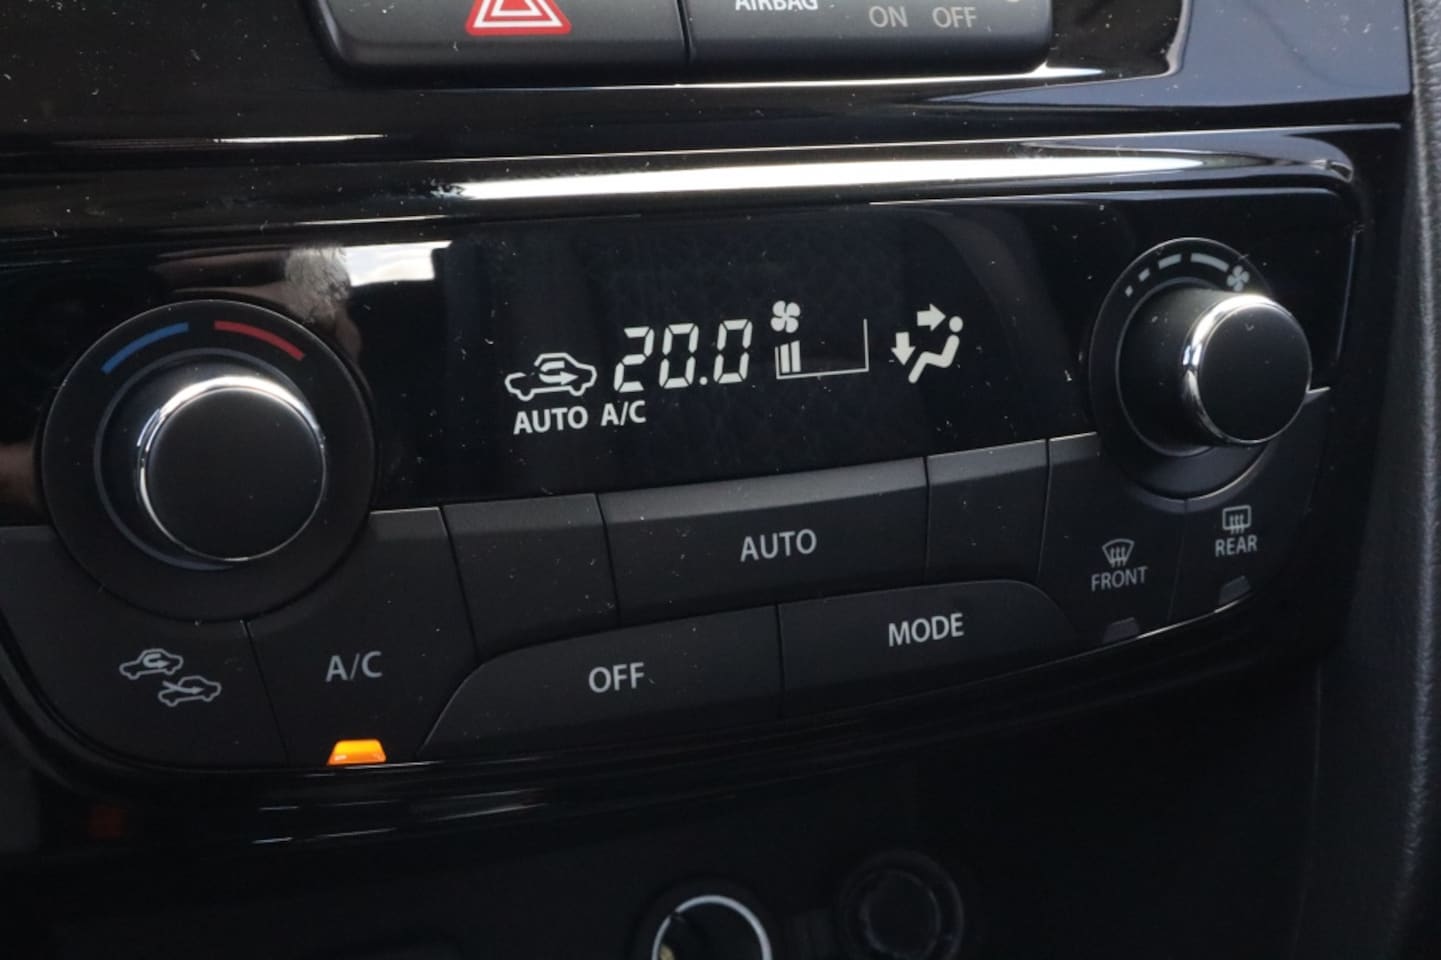 AIRBAG
ON OFF
20.0
AUTO A/C
AUTO
REAR
FRONT
MODE
A/C
OFF